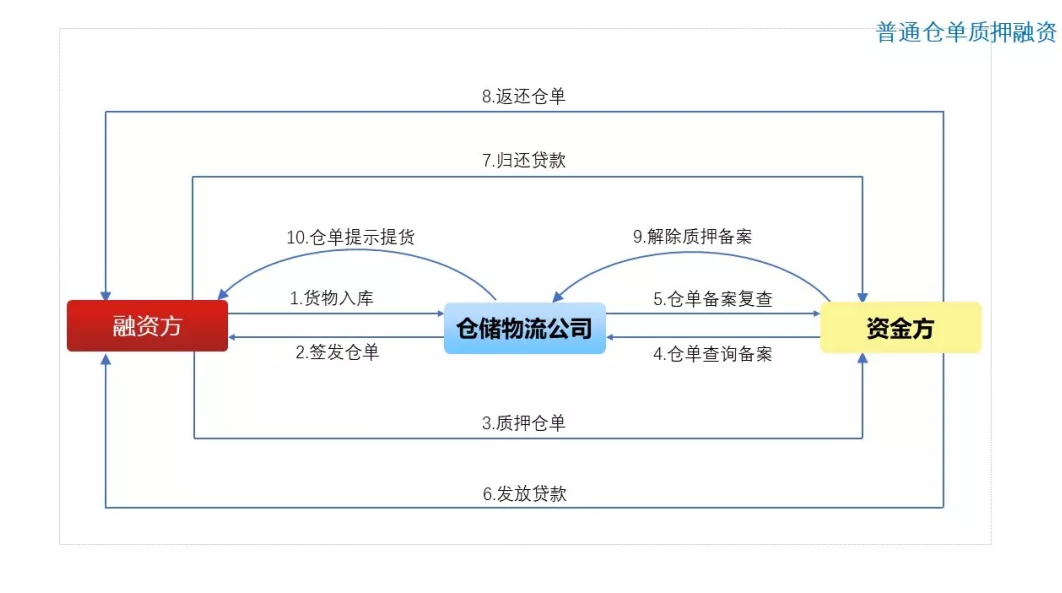 普通仓单质押融资
8.返还仓单
7.归还贷款
10.仓单提示提货
9.解除质押备案
1.货物入库
5.仓单备案复查
融资方
仓储物流公司
资金方
2.签发仓单
4.仓单查询备案
3.质押仓单
6.发放贷款